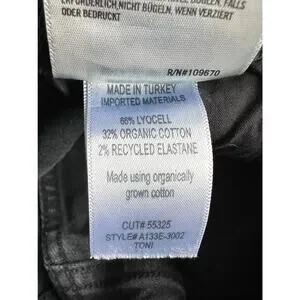 ERFORDERLICH,NICHT BÜGELN, WENN VERZIERT
ODER BEDRUCKT
R/N#109670
MADE IN TURKEY
IMPORTED MATERIALS
66% LYOCELL
32% ORGANIC COTTON
2% RECYCLED ELASTANE
Made using organically
grown cotton
CUT# 55325
STYLE# A133E-3002
TONI